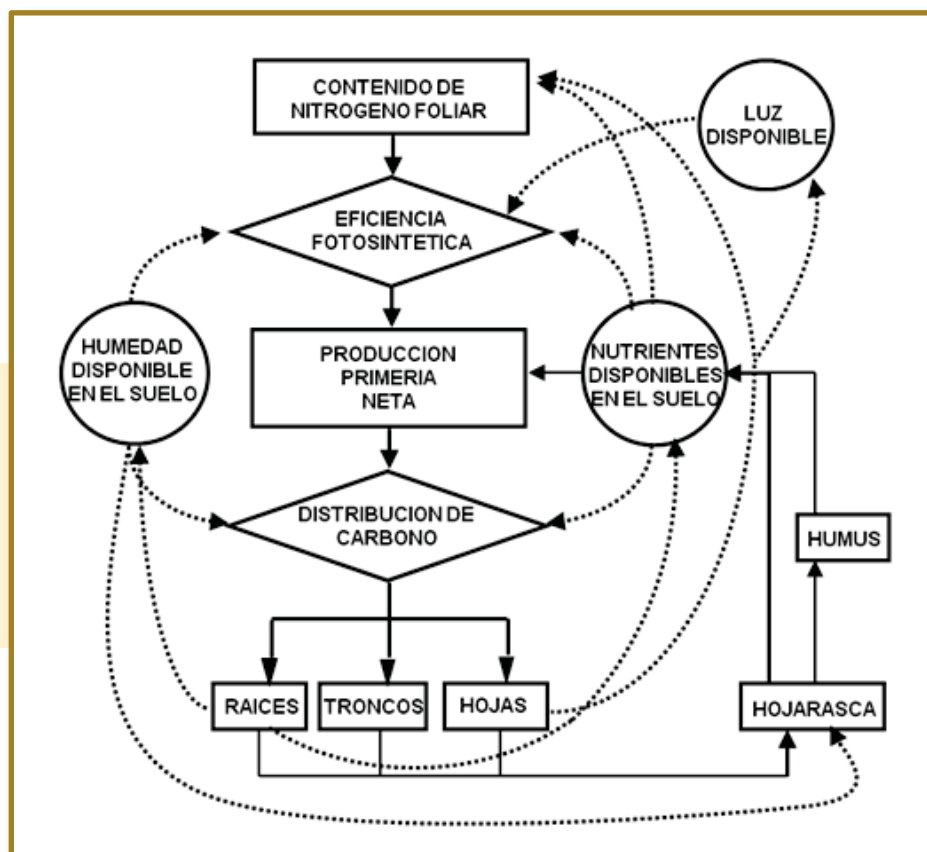 CONTENIDO DE
NITROGENO FOLIAR
LUZ
DISPONIBLE
EFICIENCIA
FOTOSINTETICA
HUMEDAD
DISPONIBLE
EN EL SUELO
PRODUCCION
PRIMERIA
NETA
NUTRIENTES
DISPONIBLES
EN EL SUELO
DISTRIBUCION DE
CARBONO
HUMUS
RAICES
TRONCOS
HOJAS
HOJARASCA